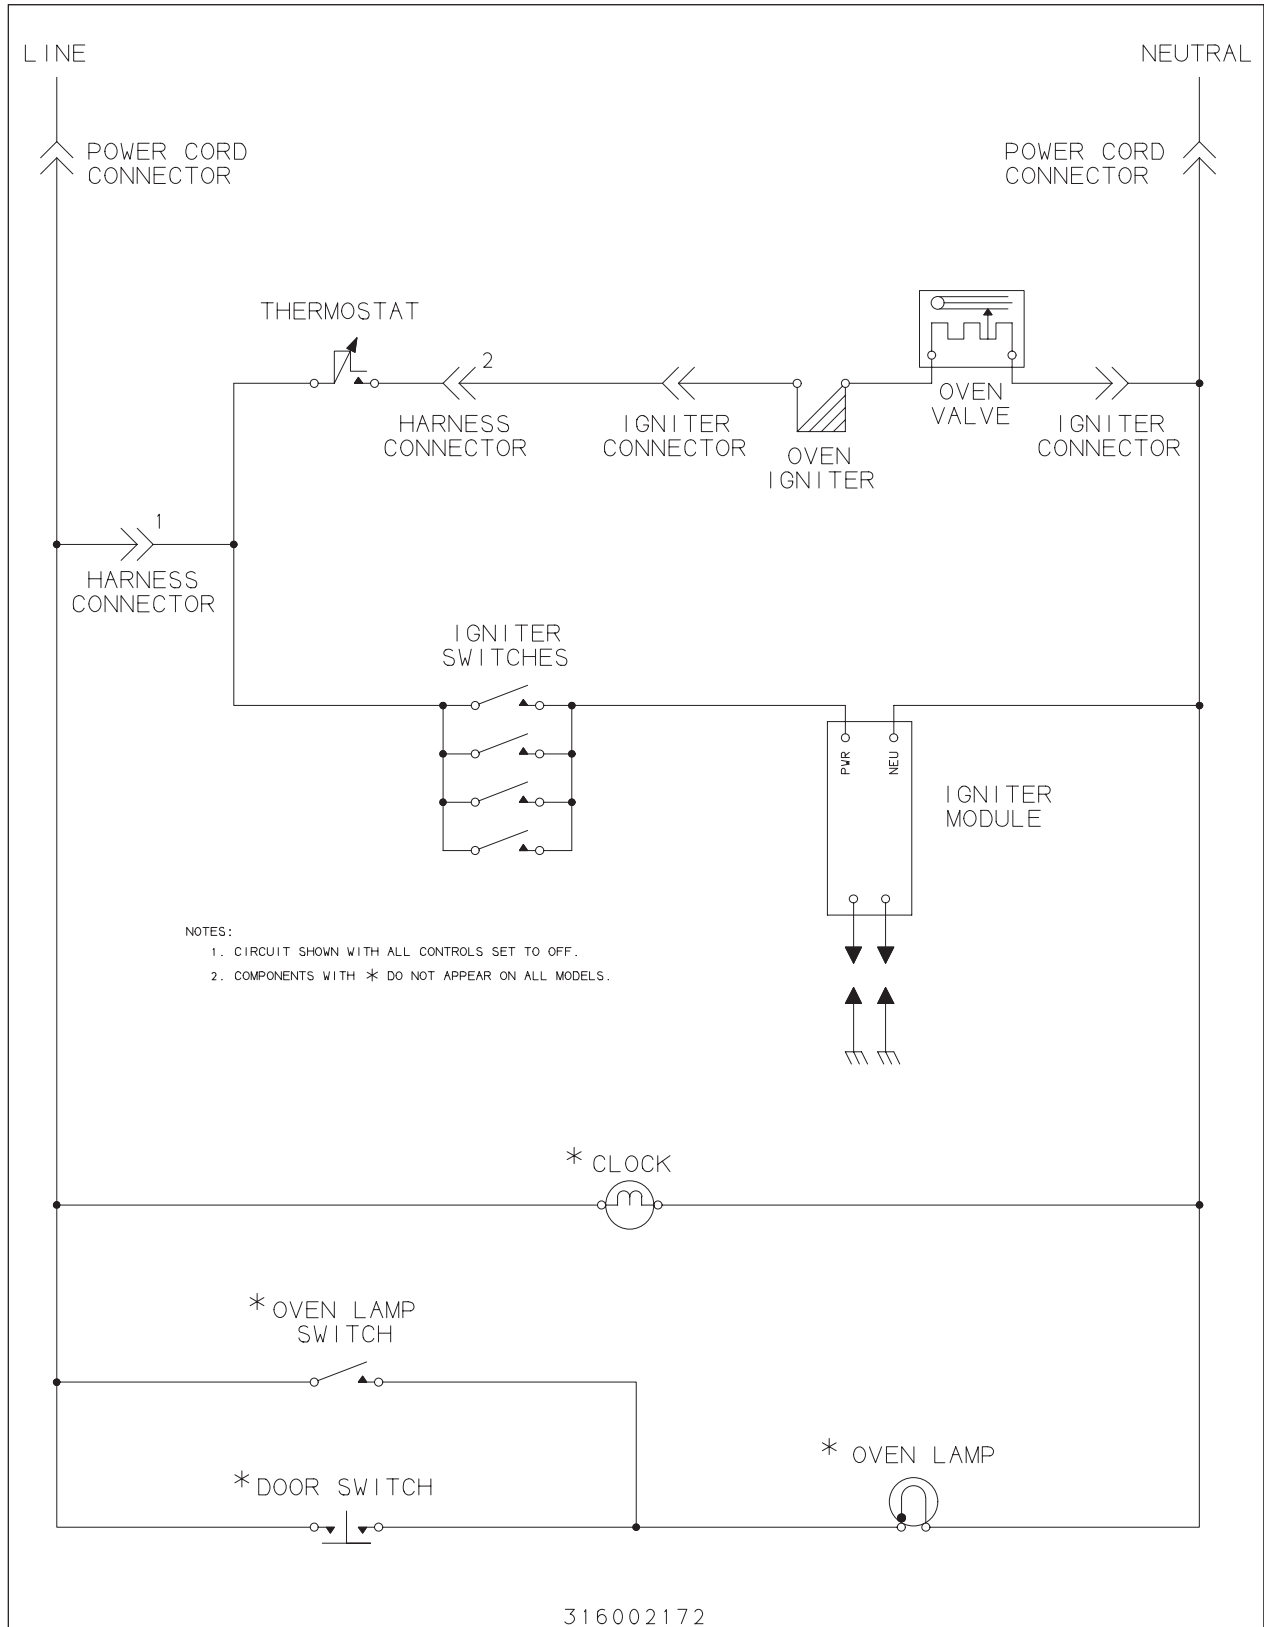 LINE
NEUTRAL
POWER CORD
CONNECTOR
POWER CORD
CONNECTOR
THERMOSTAT
2
HARNESS
CONNECTOR
IGNITER
CONNECTOR
OVEN
IGNITER
OVEN
VALVE
IGNITER
CONNECTOR
1
HARNESS
CONNECTOR
IGNITER
SWITCHES
PWR
NEU
IGNITER
MODULE
NOTES:
1. CIRCUIT SHOWN WITH ALL CONTROLS SET TO OFF.
2. COMPONENTS WITH * DO NOT APPEAR ON ALL MODELS.
* CLOCK
* OVEN LAMP
SWITCH
* OVEN LAMP
* DOOR SWITCH
316002172